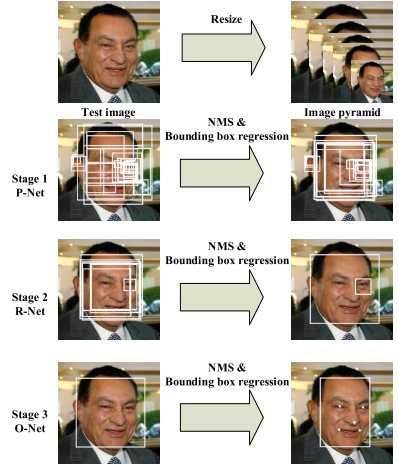 Resize
Test image
Image pyramid
NMS &
Bounding box regression
Stage 1
P-Net
NMS &
Bounding box regression
Stage 2
R-Net
NMS &
Bounding box regression
Stage 3
O-Net